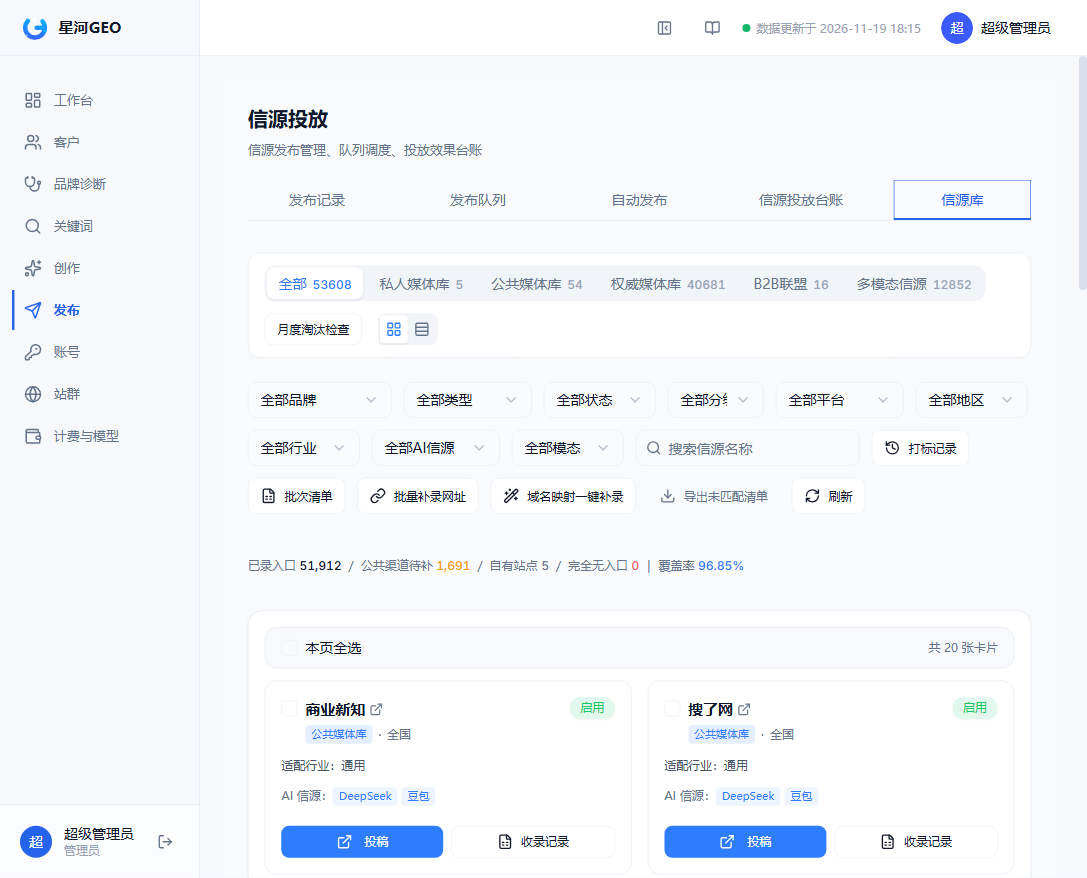 星河GEO
数据更新于 2026-11-19 18:15
超 超级管理员
工作台
客户
品牌诊断
关键词
创作
发布
账号
站群
计费与模型
超 超级管理员
管理员
信源投放
信源发布管理、队列调度、投放效果台账
发布记录 发布队列 自动发布 信源投放台账 信源库
全部 53608 私人媒体库 5 公共媒体库 54 权威媒体库 40681 B2B联盟 16 多模态信源 12852
月度淘汰检查
全部品牌 全部类型 全部状态 全部分 全部平台 全部地区
全部行业 全部AI信源 全部模态 搜索信源名称 打标记录
批次清单 批量补录网址 域名映射一键补录 导出未匹配清单 刷新
已录入口 51,912 / 公共渠道待补 1,691 / 自有站点 5 / 完全无入口 0 | 覆盖率 96.85%
本页全选 共 20 张卡片
商业新知 启用
公共媒体库 · 全国
适配行业: 通用
AI 信源: DeepSeek 豆包
投稿 收录记录
搜了网 启用
公共媒体库 · 全国
适配行业: 通用
AI 信源: DeepSeek 豆包
投稿 收录记录